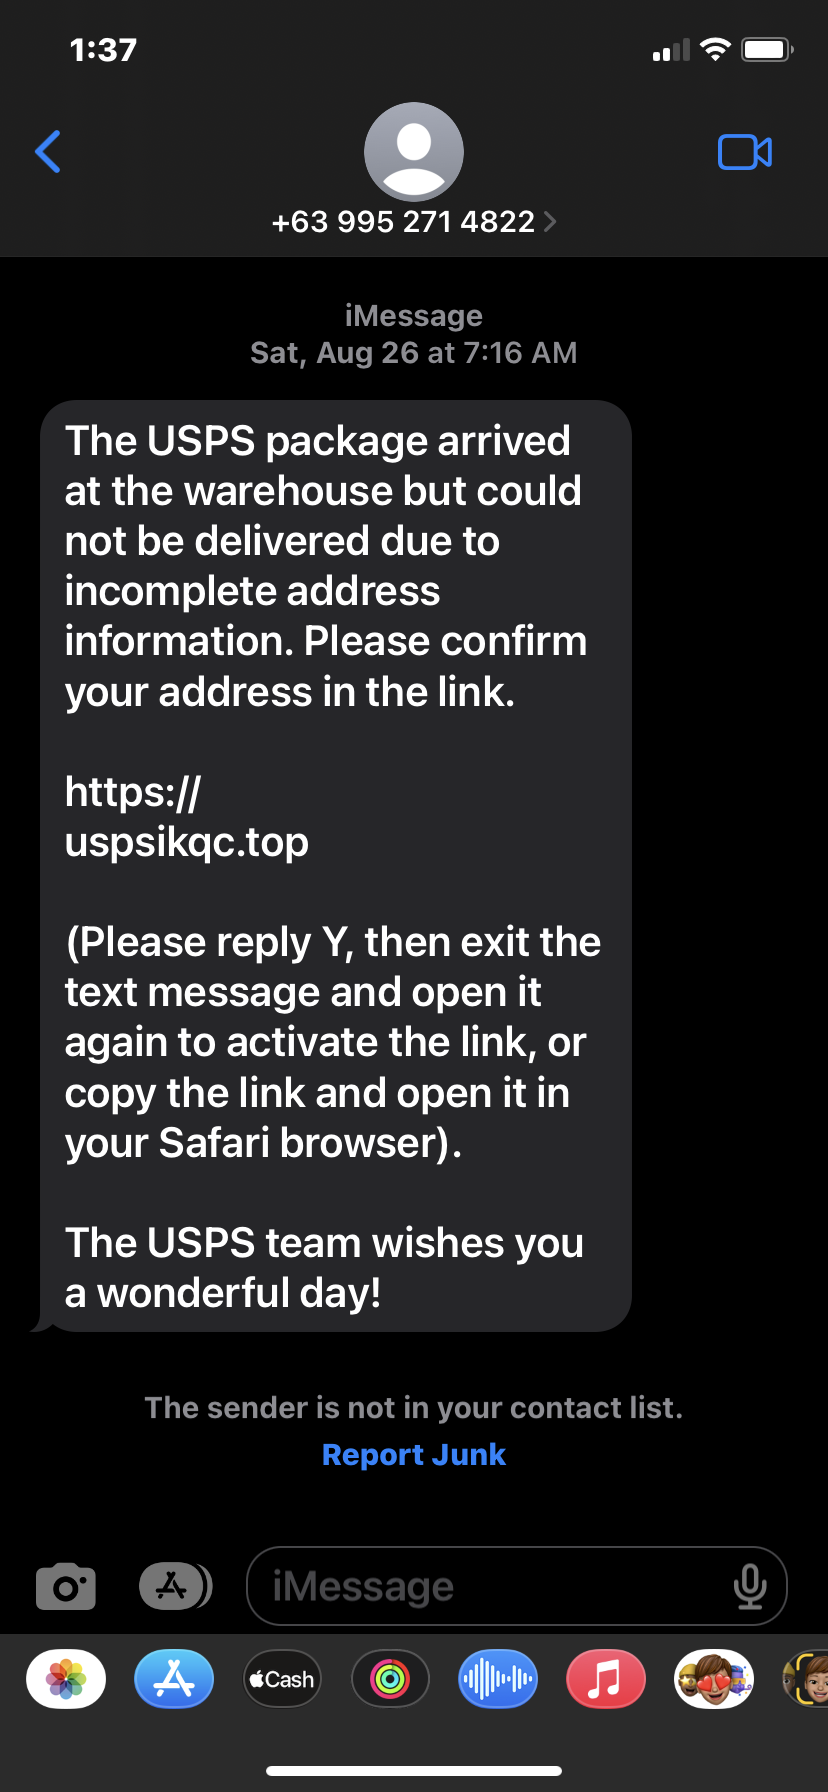 1:37
+63 995 271 4822
iMessage
Sat, Aug 26 at 7:16 AM
The USPS package arrived
at the warehouse but could
not be delivered due to
incomplete address
information. Please confirm
your address in the link.
https://
uspsikqc.top
(Please reply Y, then exit the
text message and open it
again to activate the link, or
copy the link and open it in
your Safari browser).
The USPS team wishes you
a wonderful day!
The sender is not in your contact list.
Report Junk
iMessage
Cash